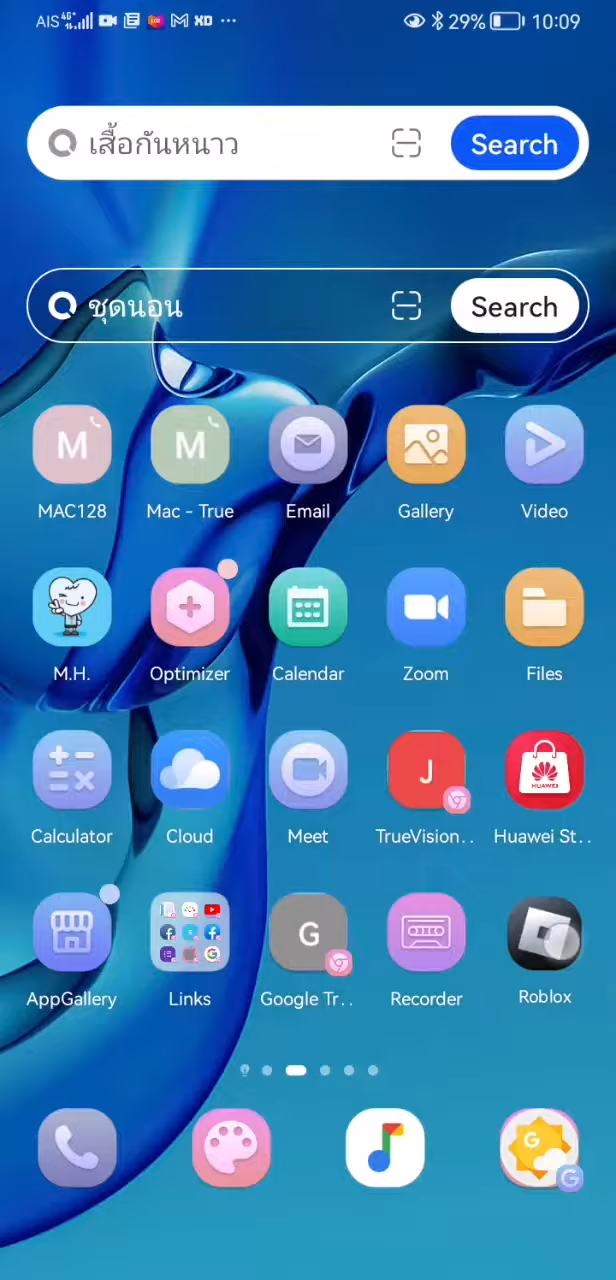 AIS 4G+ XD ... 29% 10:09
เสื้อกันหนาว Search
ชุดนอน Search
M M
MAC128 Mac - True Email Gallery Video
M.H. Optimizer Calendar Zoom Files
J HUAWEI
Calculator Cloud Meet TrueVision.. Huawei St..
G
AppGallery Links Google Tr.. Recorder Roblox
G G